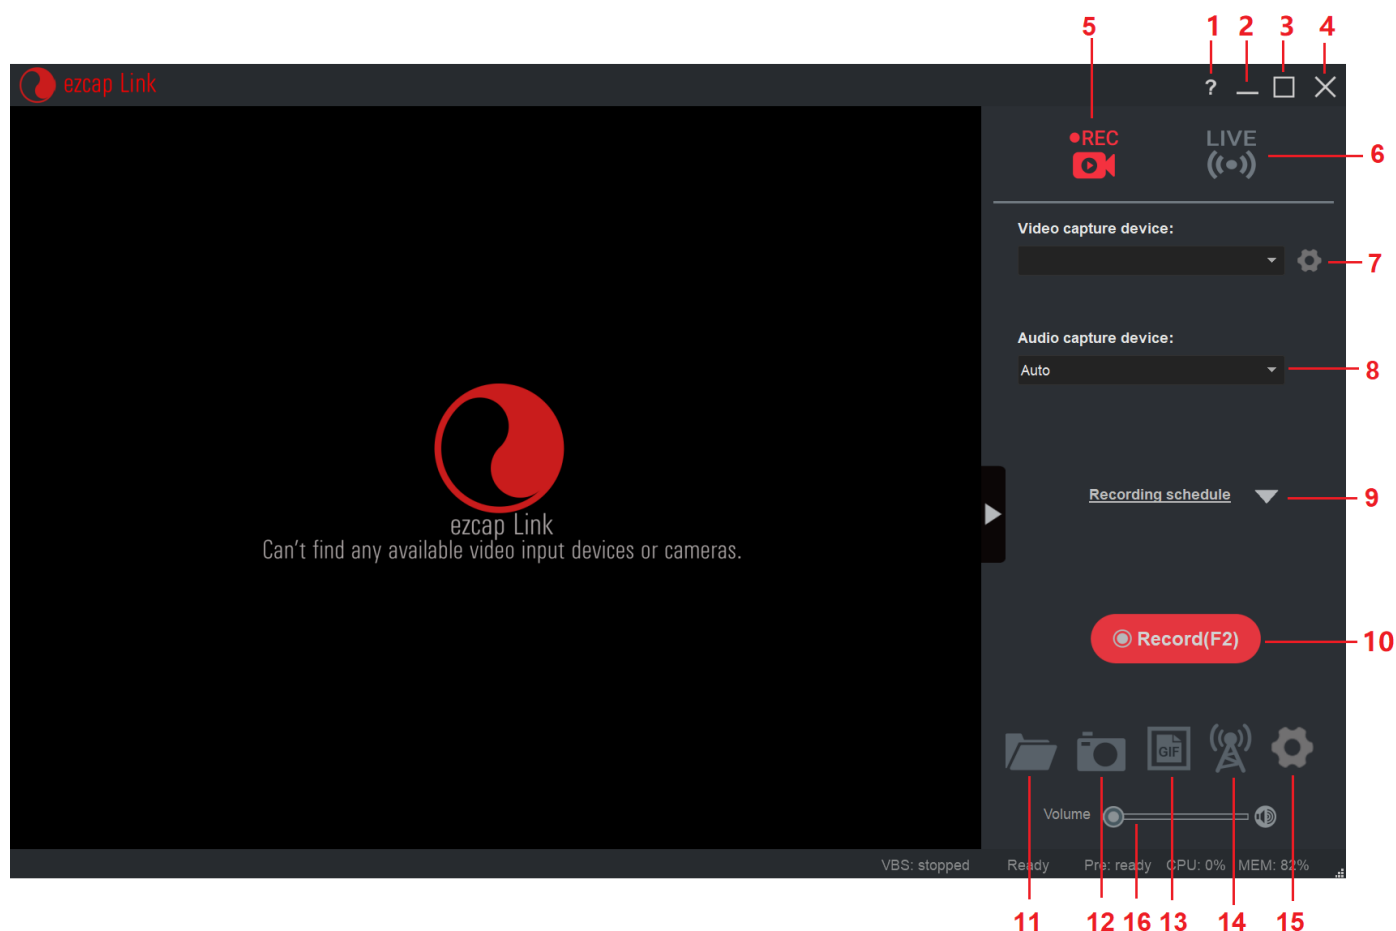 5 1 2 3 4
ezcap Link
?
REC LIVE
6
Video capture device:
7
Audio capture device:
Auto
8
Recording schedule
9
ezcap Link
Can't find any available video input devices or cameras.
Record(F2)
10
GIF
Volume
VBS: stopped Ready Pre: ready CPU: 0% MEM: 82%
11 12 16 13 14 15